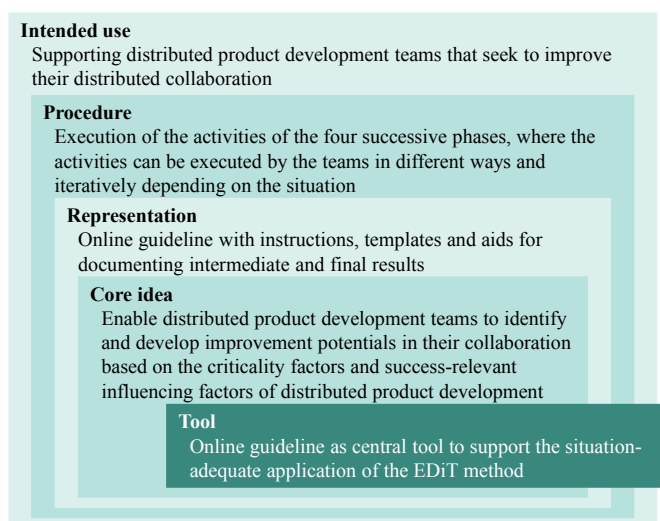 Intended use
Supporting distributed product development teams that seek to improve
their distributed collaboration
Procedure
Execution of the activities of the four successive phases, where the
activities can be executed by the teams in different ways and
iteratively depending on the situation
Representation
Online guideline with instructions, templates and aids for
documenting intermediate and final results
Core idea
Enable distributed product development teams to identify
and develop improvement potentials in their collaboration
based on the criticality factors and success-relevant
influencing factors of distributed product development
Tool
Online guideline as central tool to support the situation-
adequate application of the EDiT method